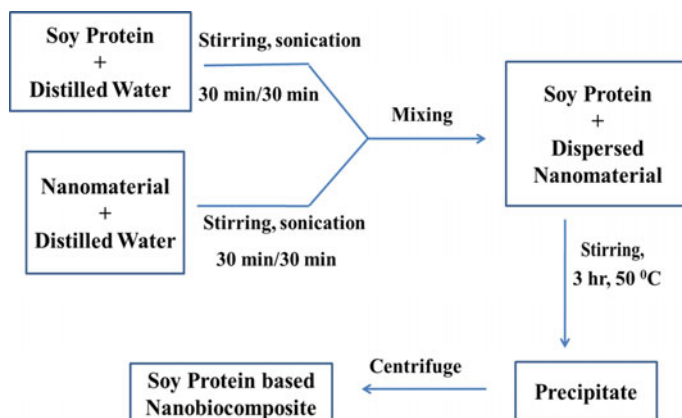 Soy Protein
+
Distilled Water
Stirring, sonication
30 min/30 min
Nanomaterial
+
Distilled Water
Stirring, sonication
30 min/30 min
Mixing
Soy Protein
+
Dispersed
Nanomaterial
Stirring,
3 hr, 50 ⁰C
Precipitate
Centrifuge
Soy Protein based
Nanobiocomposite